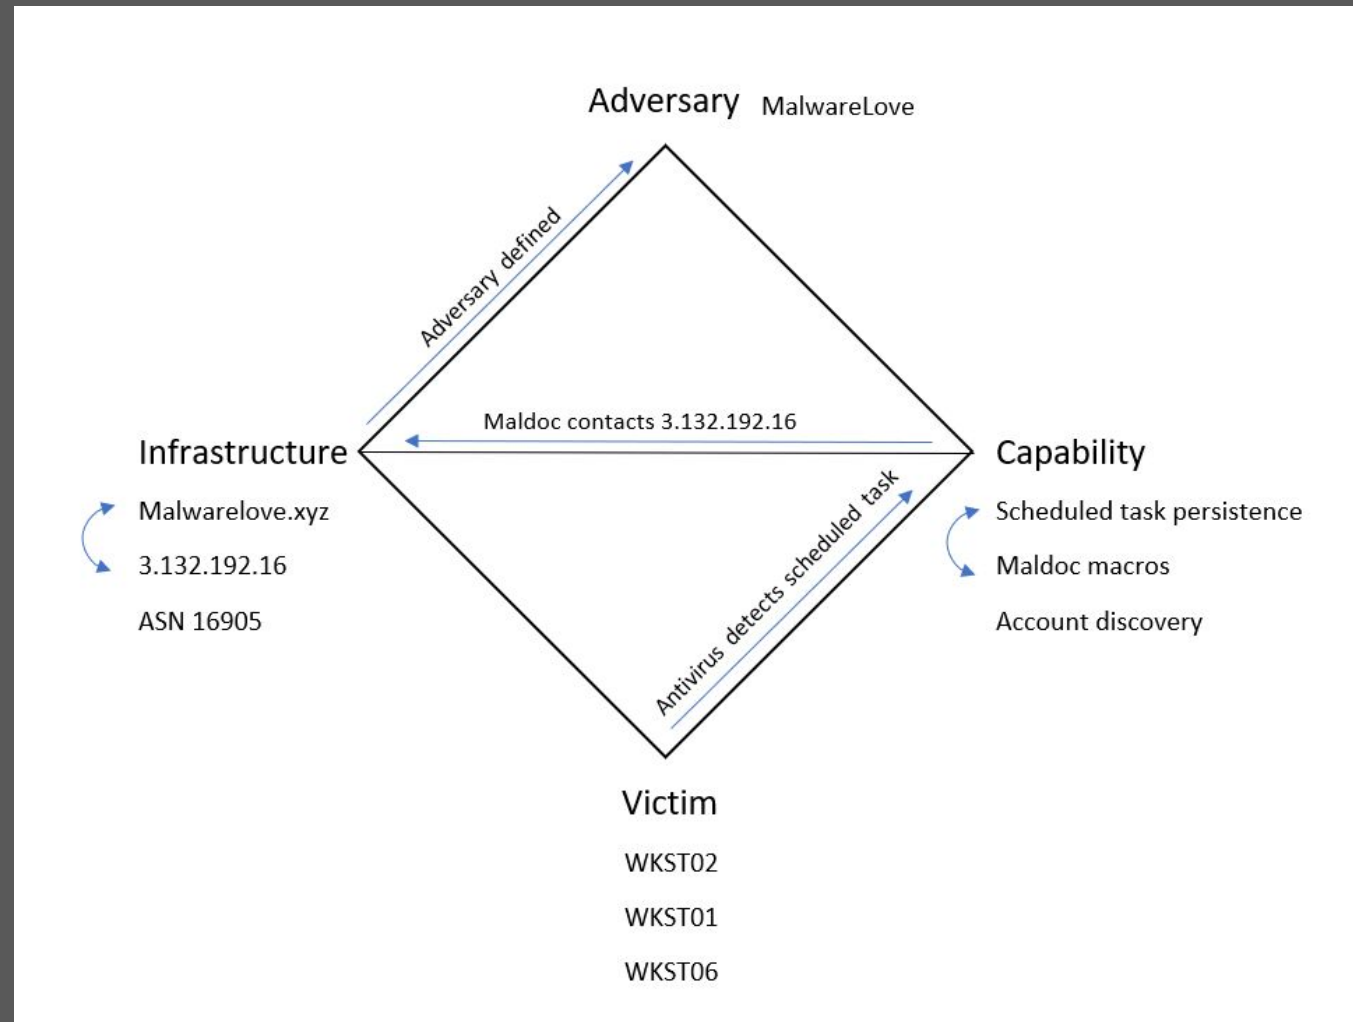 Adversary MalwareLove
Adversary defined
Maldoc contacts 3.132.192.16
Infrastructure
Malwarelove.xyz
3.132.192.16
ASN 16905
Capability
Scheduled task persistence
Maldoc macros
Account discovery
Antivirus detects scheduled task
Victim
WKST02
WKST01
WKST06